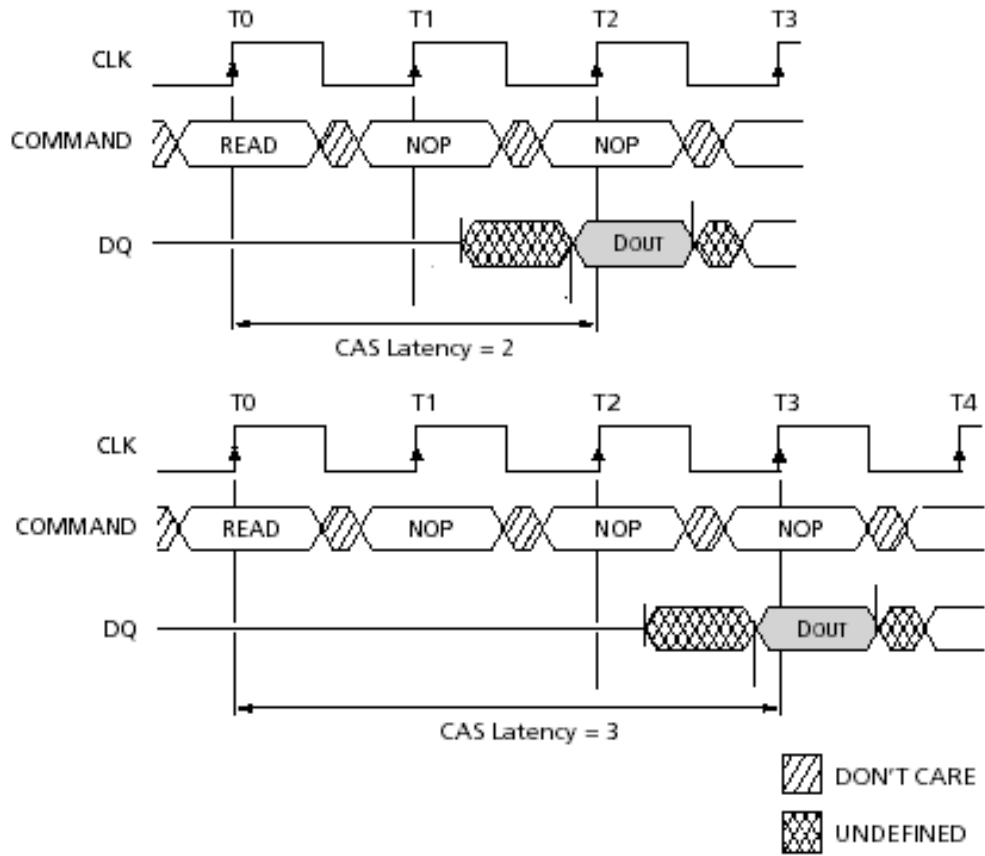 T0 T1 T2 T3
CLK
COMMAND READ NOP NOP
DQ DOUT
CAS Latency = 2
T0 T1 T2 T3 T4
CLK
COMMAND READ NOP NOP NOP
DQ DOUT
CAS Latency = 3
DON'T CARE
UNDEFINED